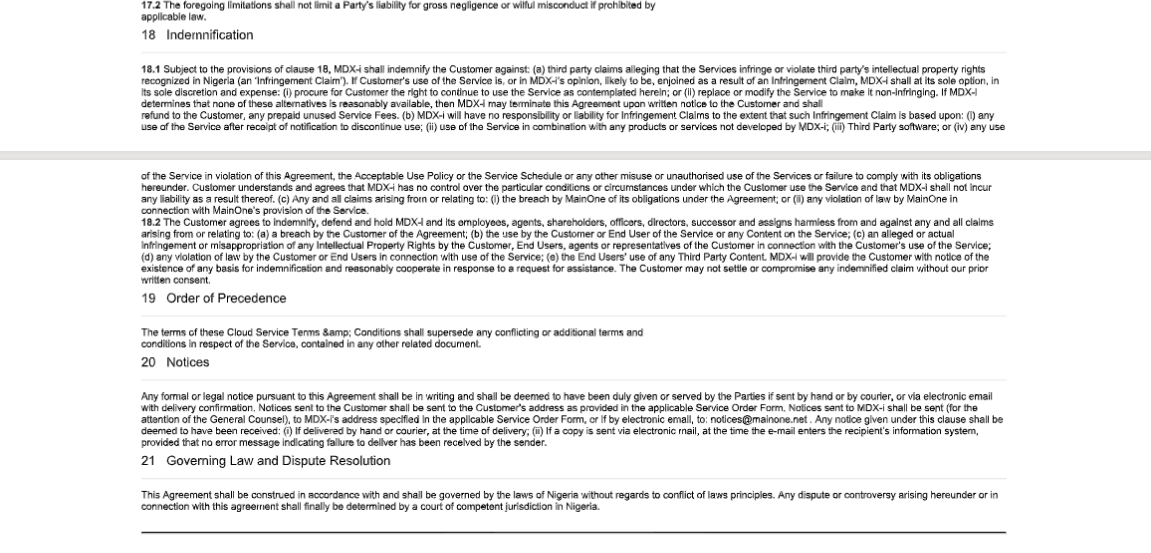 17.2 The foregoing limitations shall not limit a Party's liability for gross negligence or wilful misconduct if prohibited by
applicable law.
18 Indemnification
18.1 Subject to the provisions of clause 18, MDX-i shall indemnify the Customer against: (a) third party claims alleging that the Services infringe or violate third party's intellectual property rights
recognized in Nigeria (an 'Infringement Claim'). If Customer's use of the Service is, or in MDX-i's opinion, likely to be, enjoined as a result of an Infringement Claim, MDX-i shall at its sole option, in
its sole discretion and expense: (i) procure for Customer the right to continue to use the Service as contemplated herein; or (ii) replace or modify the Service to make it non-infringing. If MDX-i
determines that none of these alternatives is reasonably available, then MDX-i may terminate this Agreement upon written notice to the Customer and shall
refund to the Customer, any prepaid unused Service Fees. (b) MDX-i will have no responsibility or liability for Infringement Claims to the extent that such Infringement Claim is based upon: (i) any
use of the Service after receipt of notification to discontinue use; (ii) use of the Service in combination with any products or services not developed by MDX-i; (iii) Third Party software; or (iv) any use
of the Service in violation of this Agreement, the Acceptable Use Policy or the Service Schedule or any other misuse or unauthorised use of the Services or failure to comply with its obligations
hereunder. Customer understands and agrees that MDX-i has no control over the particular conditions or circumstances under which the Customer use the Service and that MDX-i shall not incur
any liability as a result thereof. (c) Any and all claims arising from or relating to: (i) the breach by MainOne of its obligations under the Agreement; or (ii) any violation of law by MainOne in
connection with MainOne's provision of the Service.
18.2 The Customer agrees to indemnify, defend and hold MDX-i and its employees, agents, shareholders, officers, directors, successor and assigns harmless from and against any and all claims
arising from or relating to: (a) a breach by the Customer of the Agreement; (b) the use by the Customer or End User of the Service or any Content on the Service; (c) an alleged or actual
infringement or misappropriation of any Intellectual Property Rights by the Customer, End Users, agents or representatives of the Customer in connection with the Customer's use of the Service;
(d) any violation of law by the Customer or End Users in connection with use of the Service; (e) the End Users' use of any Third Party Content. MDX-i will provide the Customer with notice of the
existence of any basis for indemnification and reasonably cooperate in response to a request for assistance. The Customer may not settle or compromise any indemnified claim without our prior
written consent.
19 Order of Precedence
The terms of these Cloud Service Terms &amp; Conditions shall supersede any conflicting or additional terms and
conditions in respect of the Service, contained in any other related document.
20 Notices
Any formal or legal notice pursuant to this Agreement shall be in writing and shall be deemed to have been duly given or served by the Parties if sent by hand or by courier, or via electronic email
with delivery confirmation. Notices sent to the Customer shall be sent to the Customer's address as provided in the applicable Service Order Form. Notices sent to MDX-i shall be sent (for the
attention of the General Counsel), to MDX-i's address specified in the applicable Service Order Form, or if by electronic email, to: notices@mainone.net . Any notice given under this clause shall be
deemed to have been received: (i) If delivered by hand or courier, at the time of delivery; (ii) If a copy is sent via electronic mail, at the time the e-mail enters the recipient's information system,
provided that no error message indicating failure to deliver has been received by the sender.
21 Governing Law and Dispute Resolution
This Agreement shall be construed in accordance with and shall be governed by the laws of Nigeria without regards to conflict of laws principles. Any dispute or controversy arising hereunder or in
connection with this agreement shall finally be determined by a court of competent jurisdiction in Nigeria.